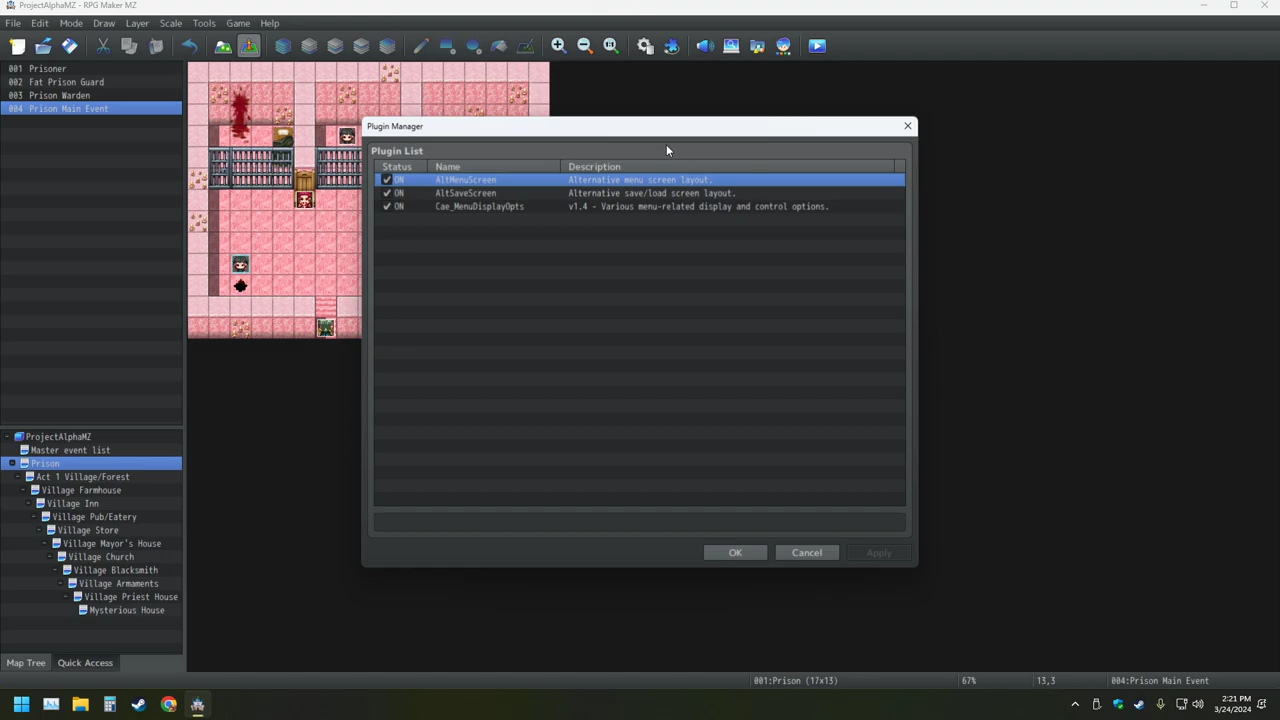 ProjectAlphaMZ - RPG Maker MZ
File Edit Mode Draw Layer Scale Tools Game Help
001 Prisoner
002 Fat Prison Guard
003 Prison Warden
004 Prison Main Event
Plugin Manager
Plugin List
Status Name Description
ON AltMenuScreen Alternative menu screen layout.
ON AltSaveScreen Alternative save/load screen layout.
ON Cae_MenuDisplayOpts v1.4 - Various menu-related display and control options.
OK Cancel Apply
ProjectAlphaMZ
Master event list
Prison
Act 1 Village/Forest
Village Farmhouse
Village Inn
Village Pub/Eatery
Village Store
Village Mayor's House
Village Church
Village Blacksmith
Village Armaments
Village Priest House
Mysterious House
Map Tree Quick Access
001:Prison (17x13) 67% 13,3 004:Prison Main Event
2:21 PM
3/24/2024